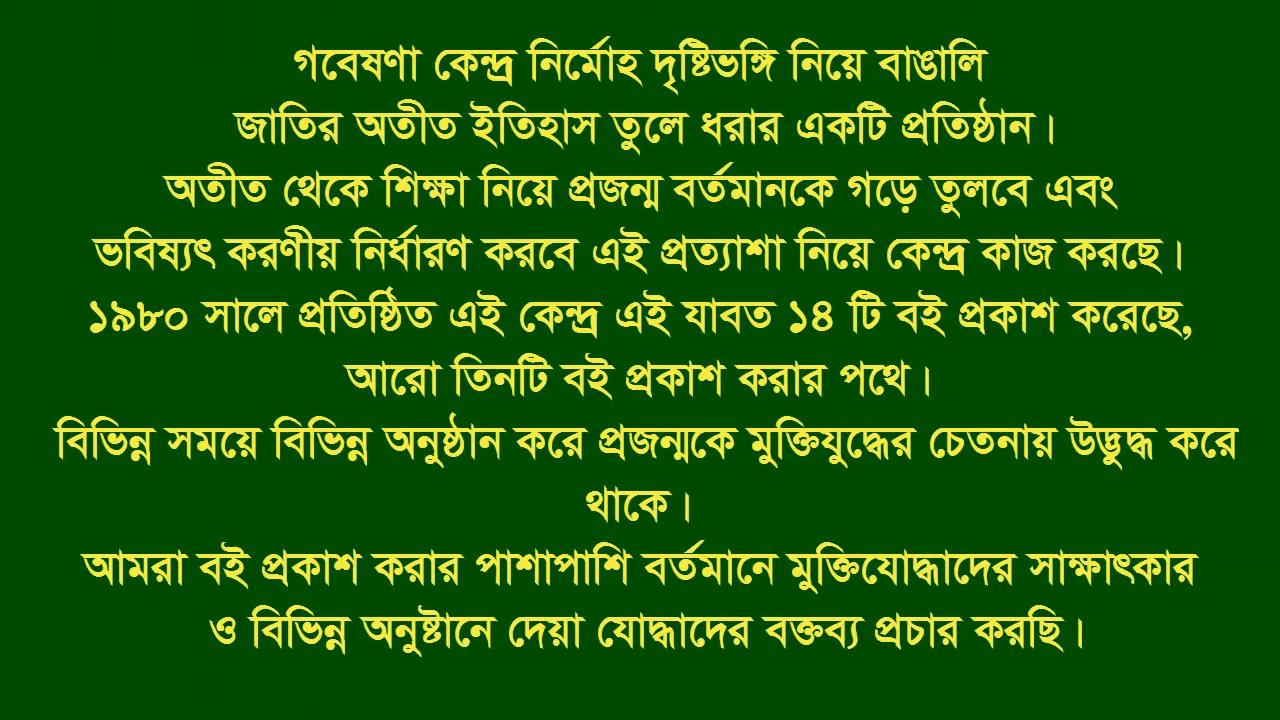 গবেষণা কেন্দ্র নির্মোহ দৃষ্টিভঙ্গি নিয়ে বাঙালি
জাতির অতীত ইতিহাস তুলে ধরার একটি প্রতিষ্ঠান।
অতীত থেকে শিক্ষা নিয়ে প্রজন্ম বর্তমানকে গড়ে তুলবে এবং
ভবিষ্যৎ করণীয় নির্ধারণ করবে এই প্রত্যাশা নিয়ে কেন্দ্র কাজ করছে।
১৯৮০ সালে প্রতিষ্ঠিত এই কেন্দ্র এই যাবত ১৪ টি বই প্রকাশ করেছে,
আরো তিনটি বই প্রকাশ করার পথে।
বিভিন্ন সময়ে বিভিন্ন অনুষ্ঠান করে প্রজন্মকে মুক্তিযুদ্ধের চেতনায় উদ্ভুদ্ধ করে
থাকে।
আমরা বই প্রকাশ করার পাশাপাশি বর্তমানে মুক্তিযোদ্ধাদের সাক্ষাৎকার
ও বিভিন্ন অনুষ্টানে দেয়া যোদ্ধাদের বক্তব্য প্রচার করছি।